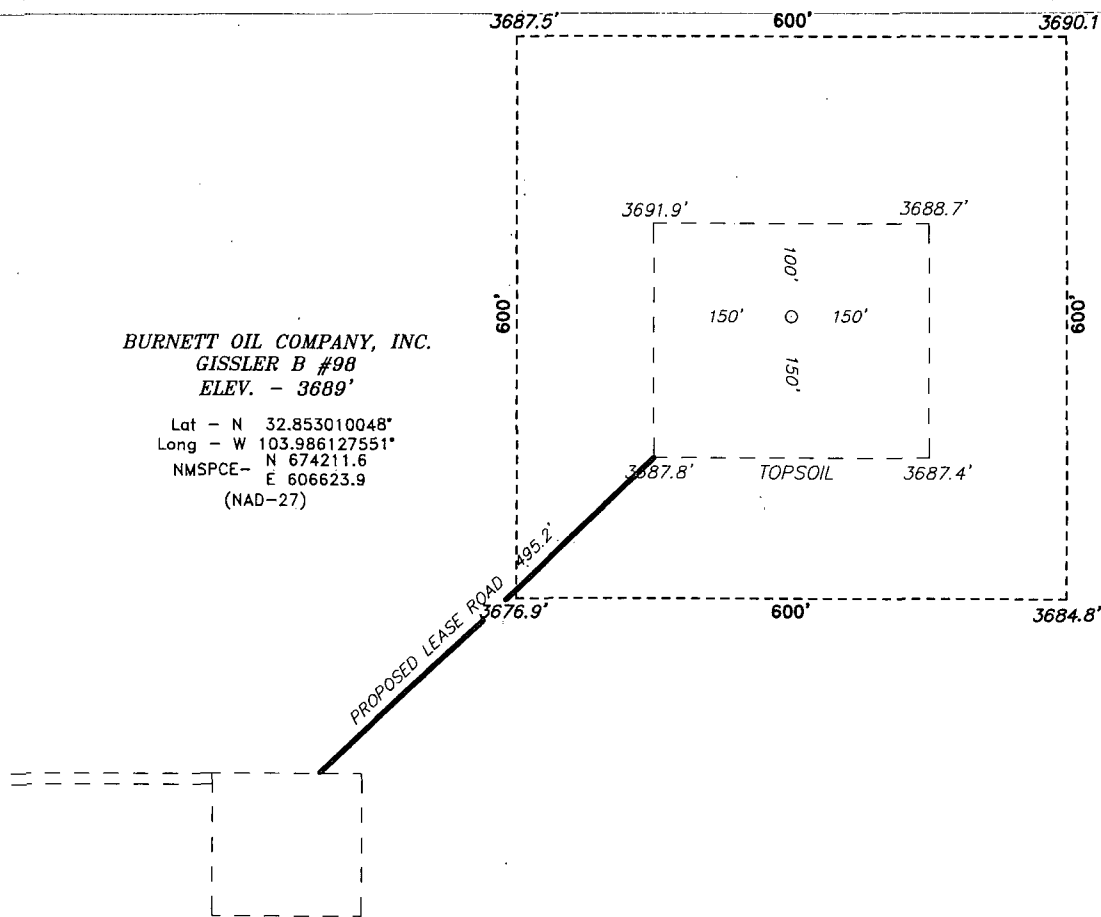 3687.5' 600' 3690.1
3691.9' 3688.7'
100'
600' 150' 150' 600'
150'
BURNETT OIL COMPANY, INC.
GISSLER B #98
ELEV. - 3689'
Lat - N 32.853010048°
Long - W 103.986127551°
NMSPCE- N 674211.6
E 606623.9
(NAD-27)
3687.8' TOPSOIL 3687.4'
PROPOSED LEASE ROAD 495.2'
3676.9' 600' 3684.8'